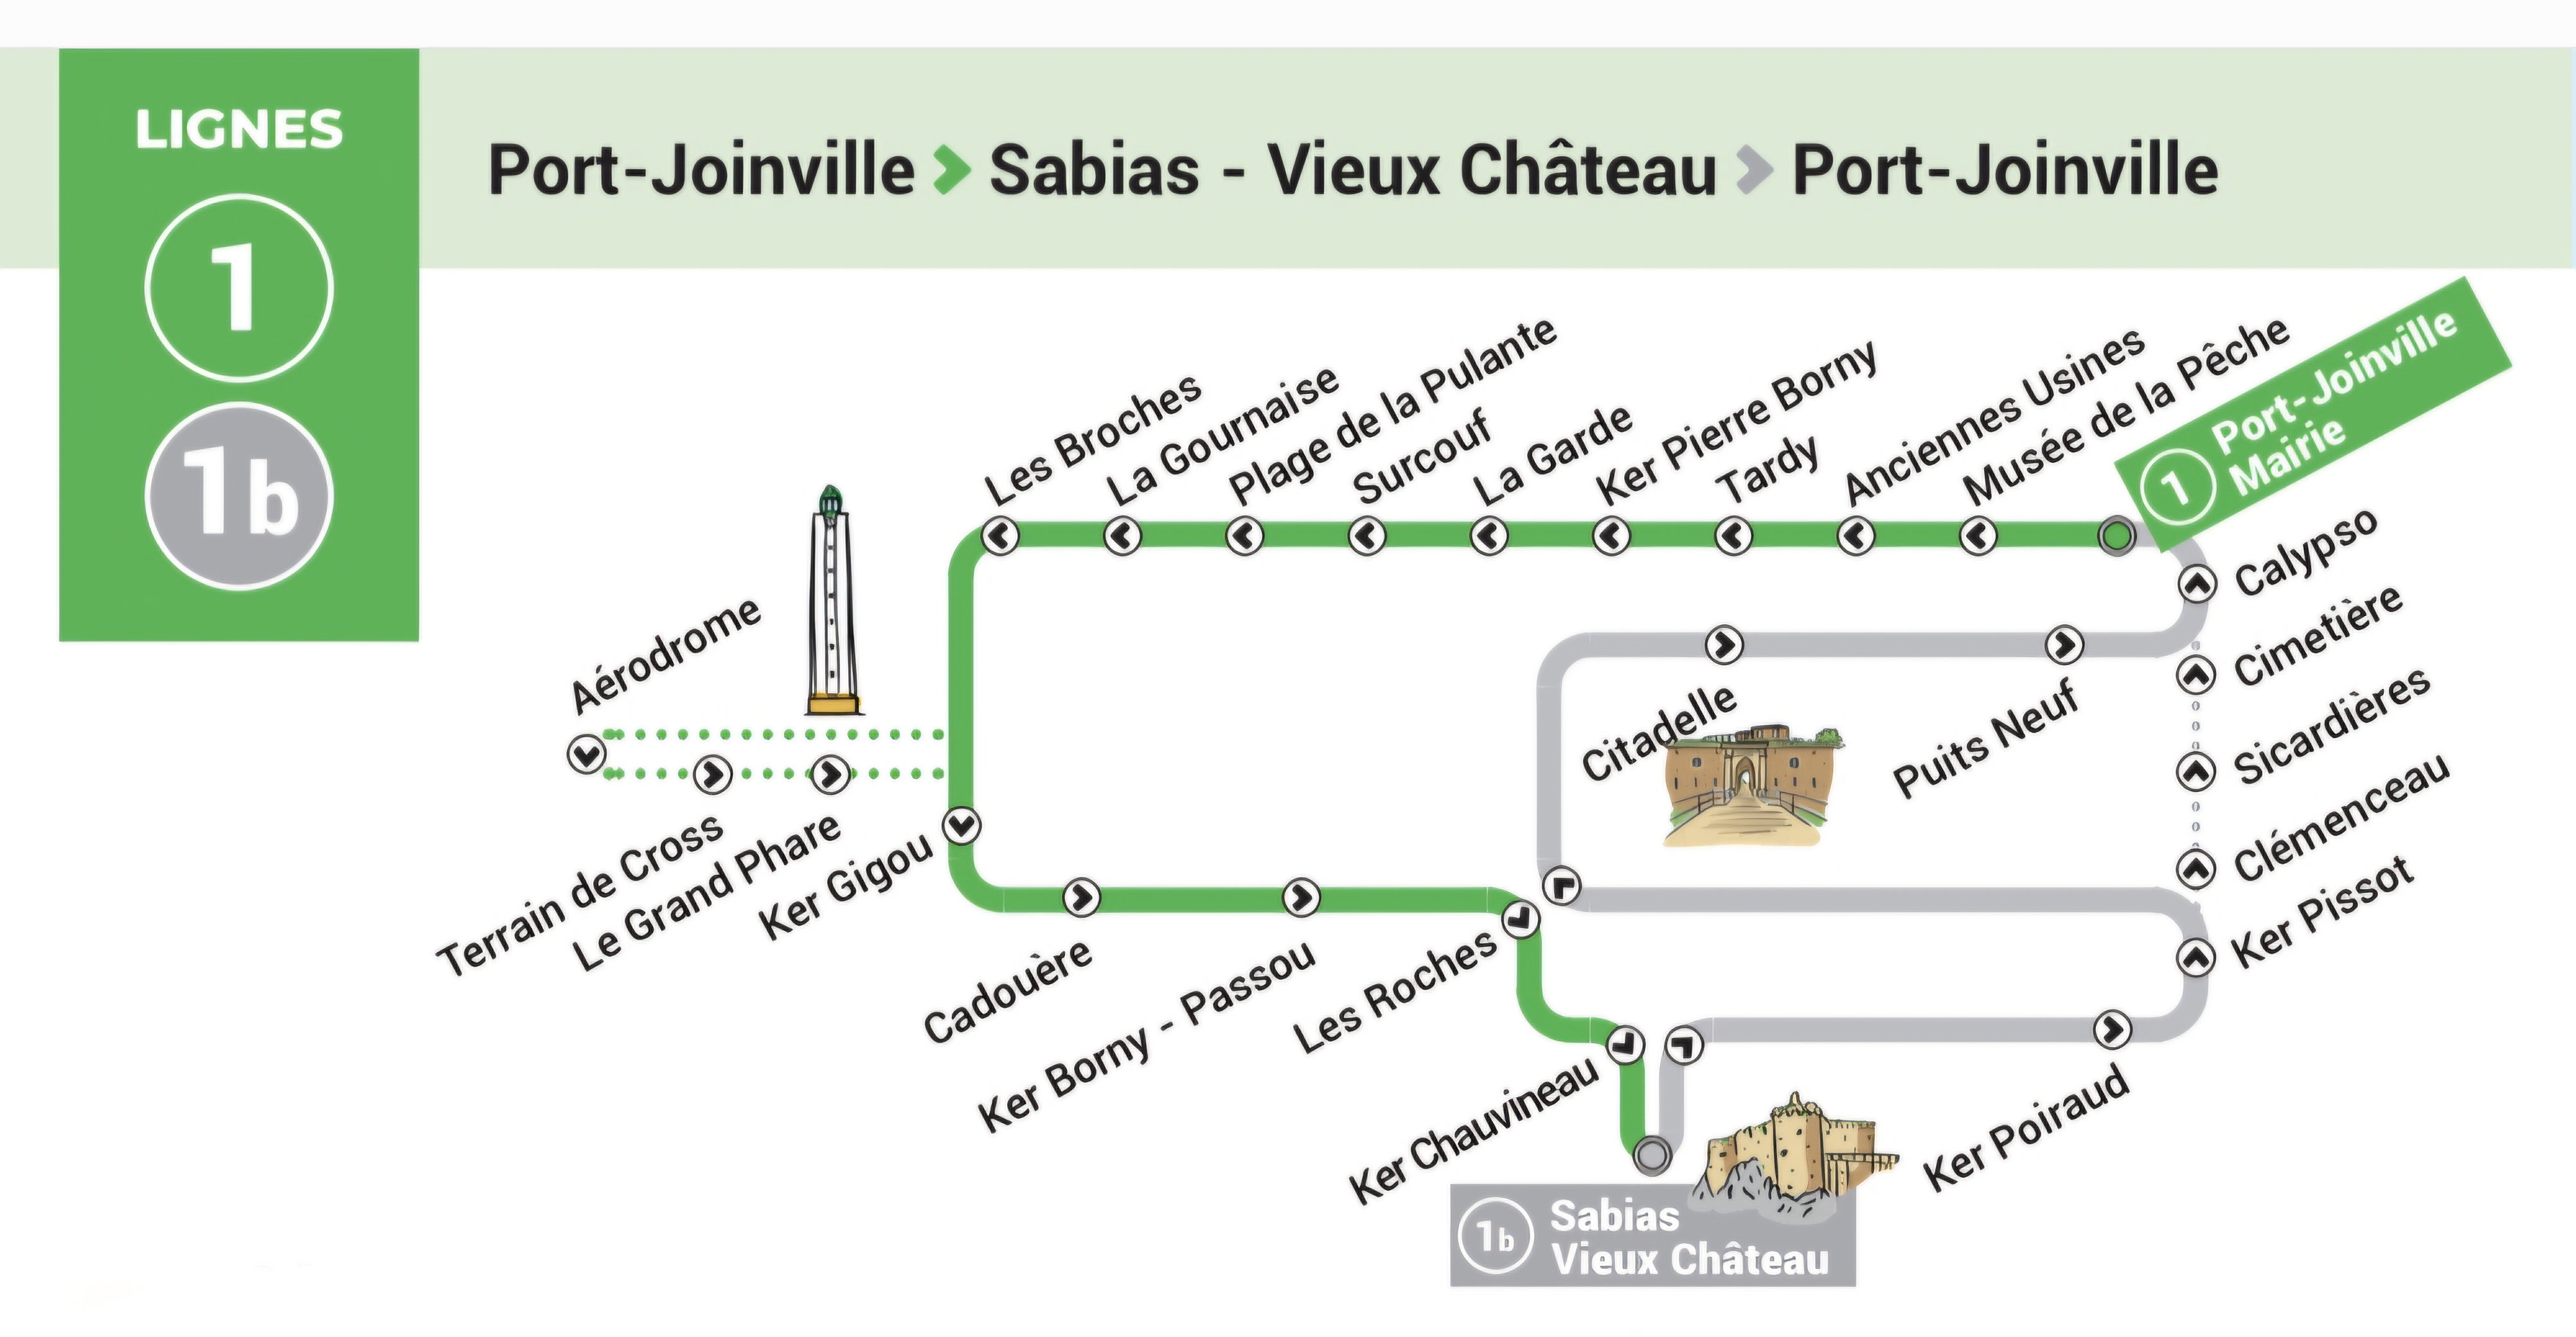 LIGNES
1
1b
Port-Joinville > Sabias - Vieux Château > Port-Joinville
Les Broches
La Gournaise
Plage de la Pulante
Surcouf
La Garde
Ker Pierre Borny
Tardy
Anciennes Usines
Musée de la Pêche
1 Port-Joinville
Mairie
Calypso
Cimetière
Sicardières
Clémenceau
Ker Pissot
Citadelle
Puits Neuf
Aérodrome
Terrain de Cross
Le Grand Phare
Ker Gigou
Cadouère
Ker Borny - Passou
Les Roches
Ker Chauvineau
Ker Poiraud
1b Sabias
Vieux Château